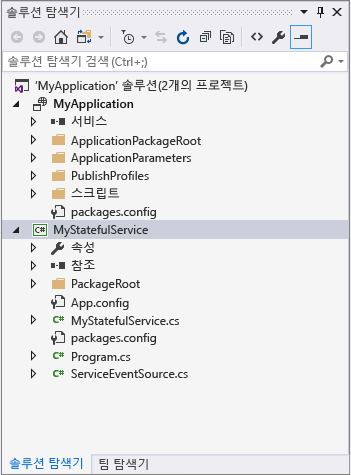 솔루션 탐색기
솔루션 탐색기 검색(Ctrl+;)
'MyApplication' 솔루션(2개의 프로젝트)
MyApplication
서비스
ApplicationPackageRoot
ApplicationParameters
PublishProfiles
스크립트
packages.config
C# MyStatefulService
속성
참조
PackageRoot
App.config
C# MyStatefulService.cs
packages.config
C# Program.cs
C# ServiceEventSource.cs
솔루션 탐색기 팀 탐색기